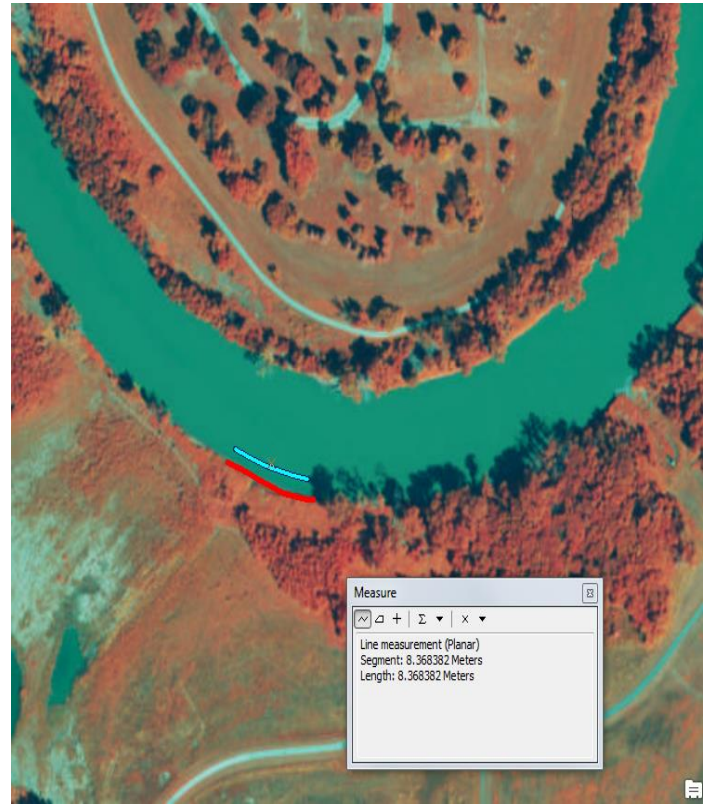 Measure
Σ
Line measurement (Planar)
Segment: 8.368382 Meters
Length: 8.368382 Meters